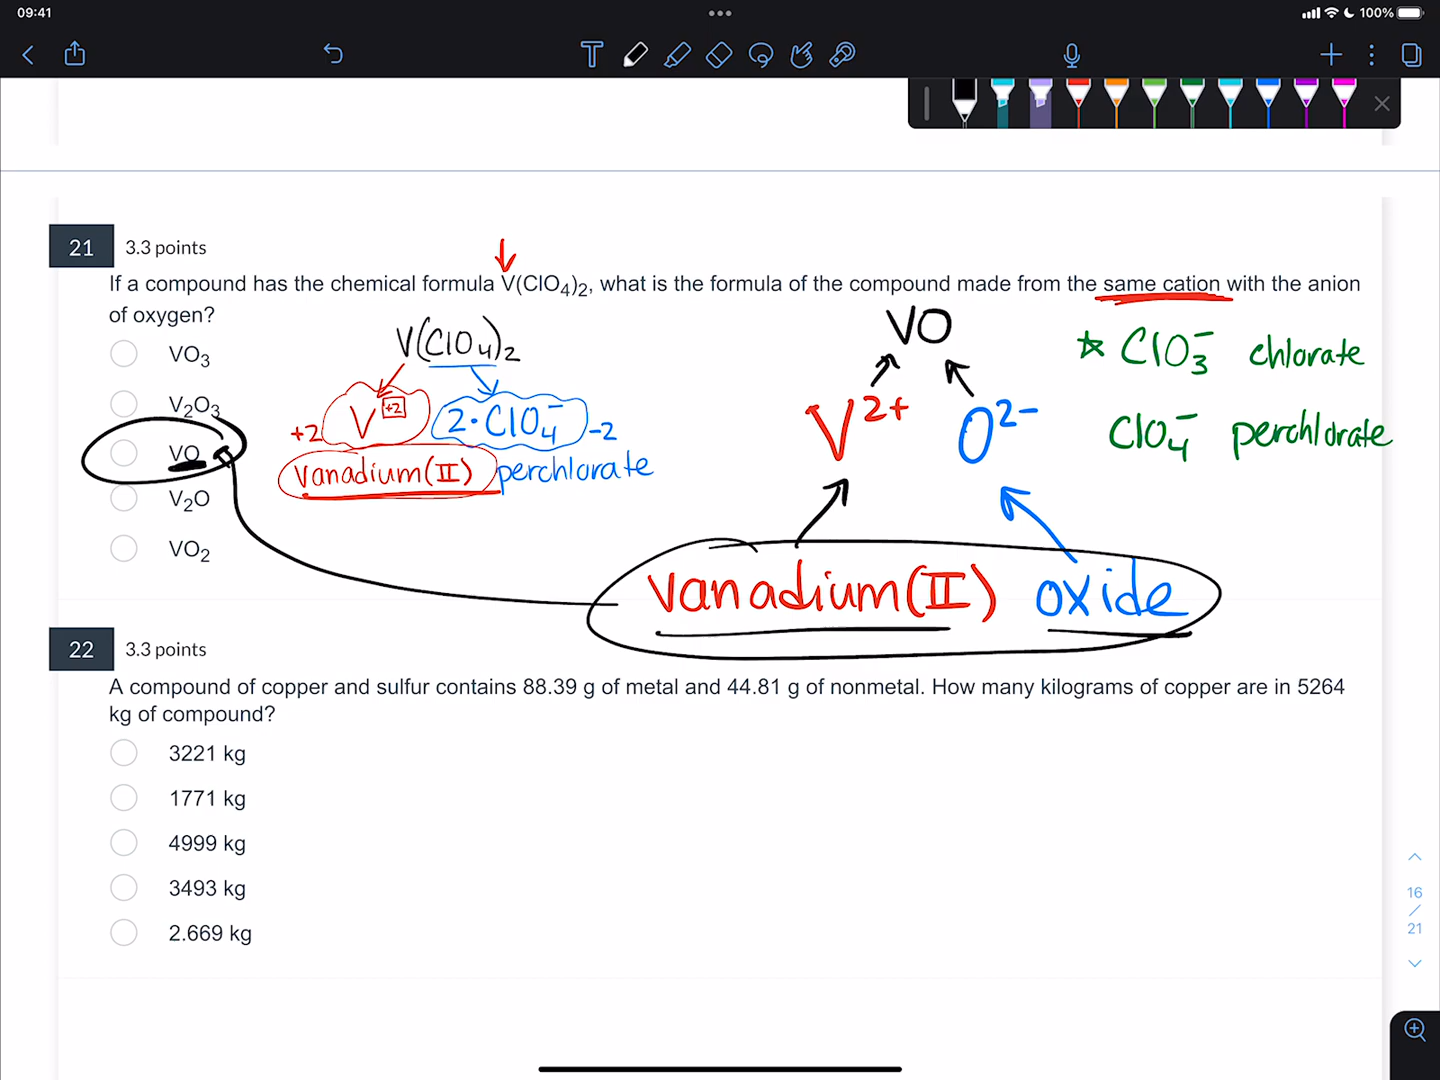 09:41
100%
21 3.3 points
If a compound has the chemical formula V(ClO4)2, what is the formula of the compound made from the same cation with the anion
of oxygen?
VO3
V2O3
VO
V2O
VO2
V(ClO4)2
+2 V +2 2·ClO4⁻ -2
vanadium(II) perchlorate
VO
V²⁺ O²⁻
vanadium(II) oxide
☆ ClO3⁻ chlorate
ClO4⁻ perchlorate
22 3.3 points
A compound of copper and sulfur contains 88.39 g of metal and 44.81 g of nonmetal. How many kilograms of copper are in 5264
kg of compound?
3221 kg
1771 kg
4999 kg
3493 kg
2.669 kg
16
/
21